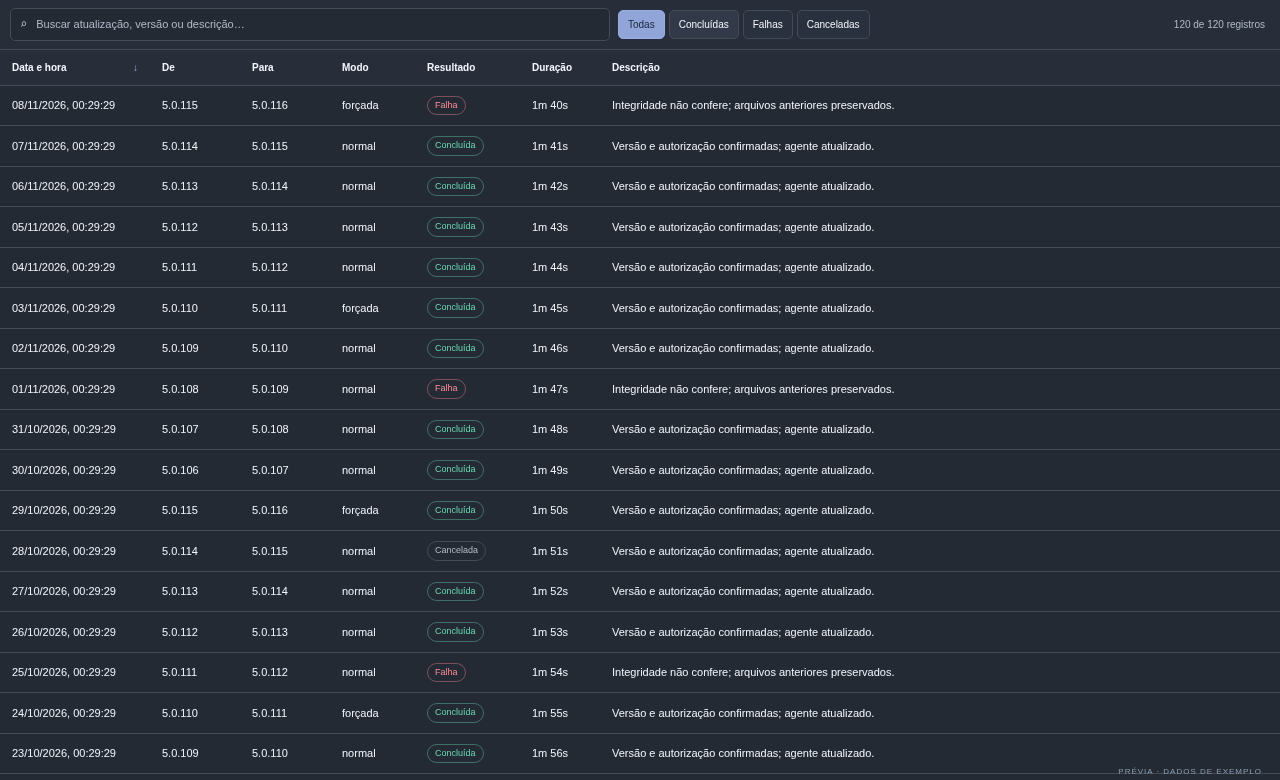 ⌕ Buscar atualização, versão ou descrição… Todas Concluídas Falhas Canceladas 120 de 120 registros
Data e hora ↓ De Para Modo Resultado Duração Descrição
08/11/2026, 00:29:29 5.0.115 5.0.116 forçada Falha 1m 40s Integridade não confere; arquivos anteriores preservados.
07/11/2026, 00:29:29 5.0.114 5.0.115 normal Concluída 1m 41s Versão e autorização confirmadas; agente atualizado.
06/11/2026, 00:29:29 5.0.113 5.0.114 normal Concluída 1m 42s Versão e autorização confirmadas; agente atualizado.
05/11/2026, 00:29:29 5.0.112 5.0.113 normal Concluída 1m 43s Versão e autorização confirmadas; agente atualizado.
04/11/2026, 00:29:29 5.0.111 5.0.112 normal Concluída 1m 44s Versão e autorização confirmadas; agente atualizado.
03/11/2026, 00:29:29 5.0.110 5.0.111 forçada Concluída 1m 45s Versão e autorização confirmadas; agente atualizado.
02/11/2026, 00:29:29 5.0.109 5.0.110 normal Concluída 1m 46s Versão e autorização confirmadas; agente atualizado.
01/11/2026, 00:29:29 5.0.108 5.0.109 normal Falha 1m 47s Integridade não confere; arquivos anteriores preservados.
31/10/2026, 00:29:29 5.0.107 5.0.108 normal Concluída 1m 48s Versão e autorização confirmadas; agente atualizado.
30/10/2026, 00:29:29 5.0.106 5.0.107 normal Concluída 1m 49s Versão e autorização confirmadas; agente atualizado.
29/10/2026, 00:29:29 5.0.115 5.0.116 forçada Concluída 1m 50s Versão e autorização confirmadas; agente atualizado.
28/10/2026, 00:29:29 5.0.114 5.0.115 normal Cancelada 1m 51s Versão e autorização confirmadas; agente atualizado.
27/10/2026, 00:29:29 5.0.113 5.0.114 normal Concluída 1m 52s Versão e autorização confirmadas; agente atualizado.
26/10/2026, 00:29:29 5.0.112 5.0.113 normal Concluída 1m 53s Versão e autorização confirmadas; agente atualizado.
25/10/2026, 00:29:29 5.0.111 5.0.112 normal Falha 1m 54s Integridade não confere; arquivos anteriores preservados.
24/10/2026, 00:29:29 5.0.110 5.0.111 forçada Concluída 1m 55s Versão e autorização confirmadas; agente atualizado.
23/10/2026, 00:29:29 5.0.109 5.0.110 normal Concluída 1m 56s Versão e autorização confirmadas; agente atualizado.
PRÉVIA · DADOS DE EXEMPLO